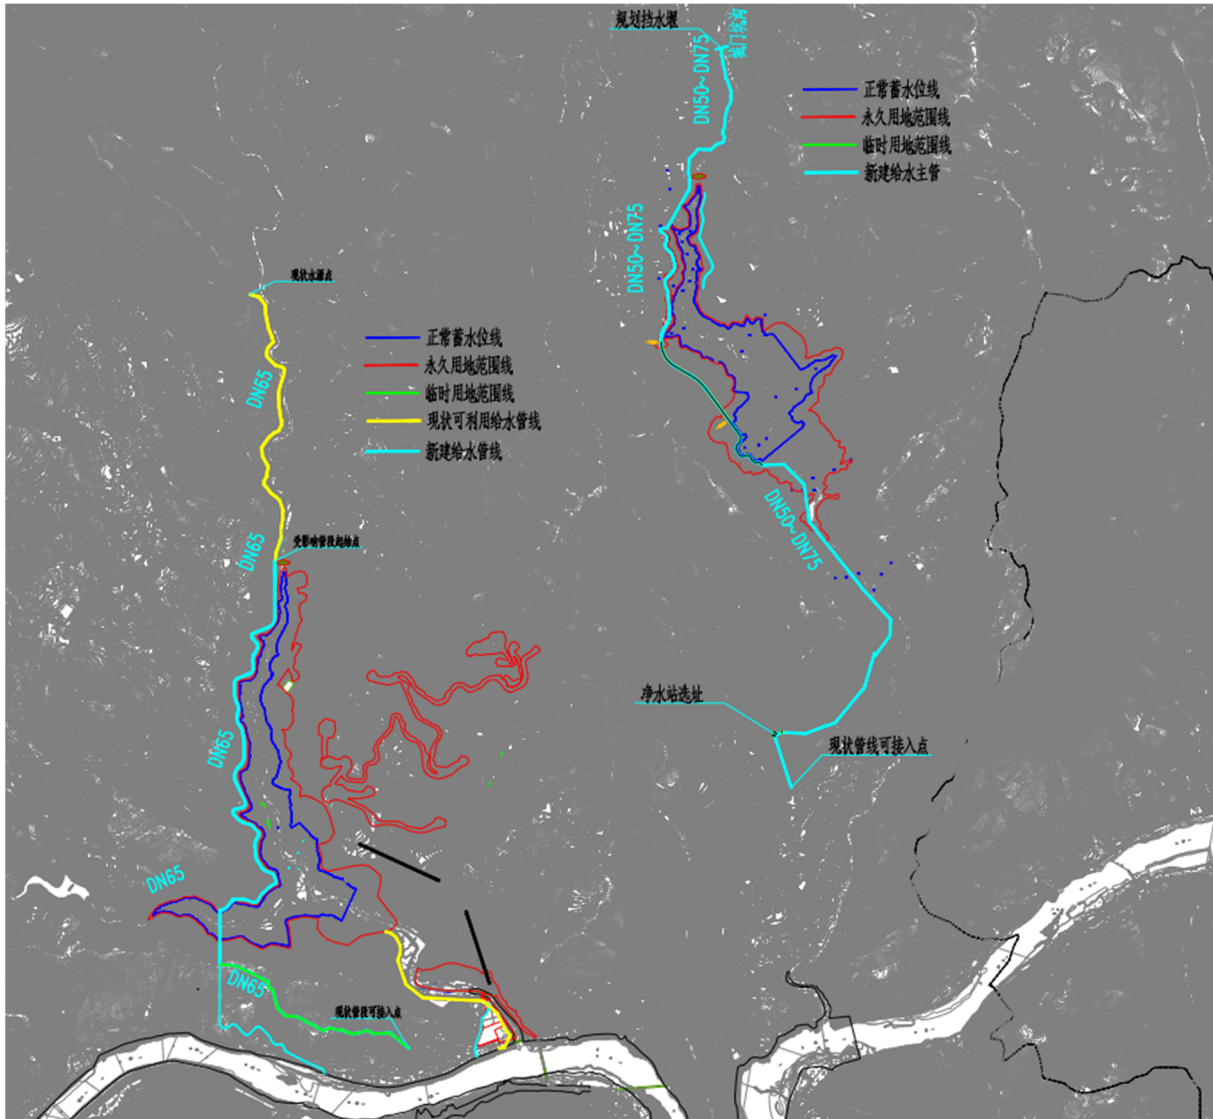 规划挡水堰
城门坑沟
DN50~DN75
正常蓄水位线
永久用地范围线
临时用地范围线
新建给水主管
DN50~DN75
现状水源点
正常蓄水位线
永久用地范围线
临时用地范围线
现状可利用给水管线
新建给水管线
DN65
DN50~DN75
受影响管段起始点
DN65
净水站选址
现状管线可接入点
DN65
DN65
DN65
现状管段可接入点